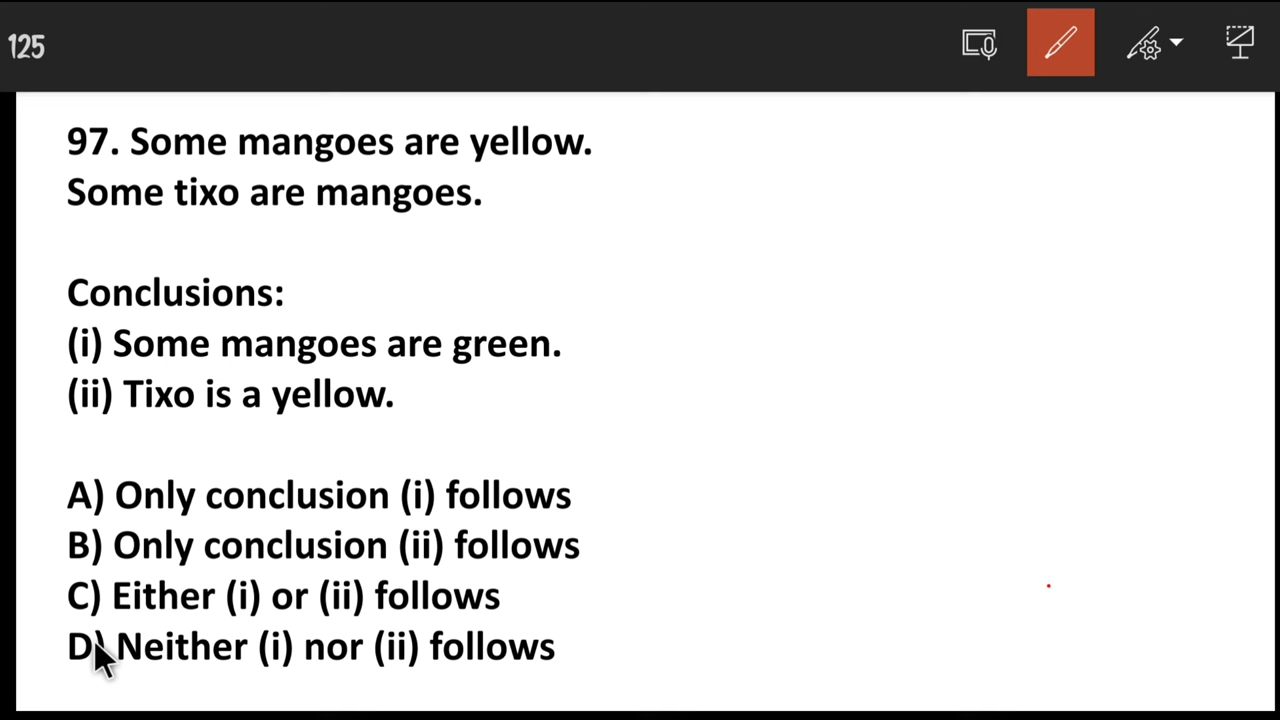 125
97. Some mangoes are yellow.
Some tixo are mangoes.
Conclusions:
(i) Some mangoes are green.
(ii) Tixo is a yellow.
A) Only conclusion (i) follows
B) Only conclusion (ii) follows
C) Either (i) or (ii) follows
D) Neither (i) nor (ii) follows